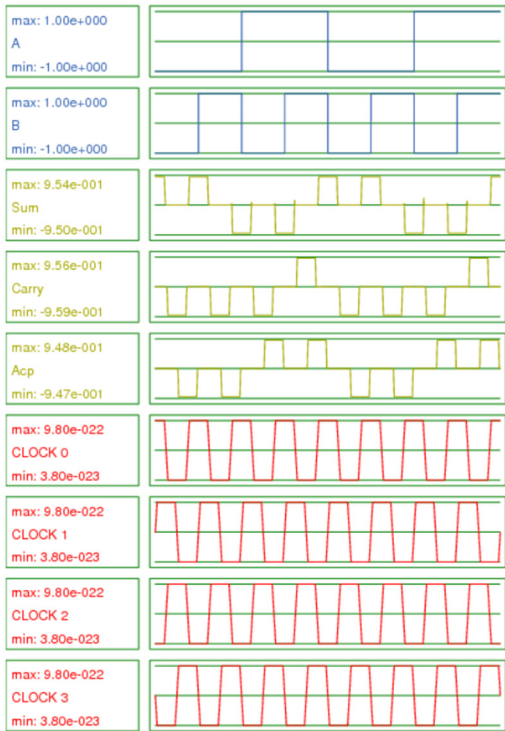 max: 1.00e+000
A
min: -1.00e+000
max: 1.00e+000
B
min: -1.00e+000
max: 9.54e-001
Sum
min: -9.50e-001
max: 9.56e-001
Carry
min: -9.59e-001
max: 9.48e-001
Acp
min: -9.47e-001
max: 9.80e-022
CLOCK 0
min: 3.80e-023
max: 9.80e-022
CLOCK 1
min: 3.80e-023
max: 9.80e-022
CLOCK 2
min: 3.80e-023
max: 9.80e-022
CLOCK 3
min: 3.80e-023